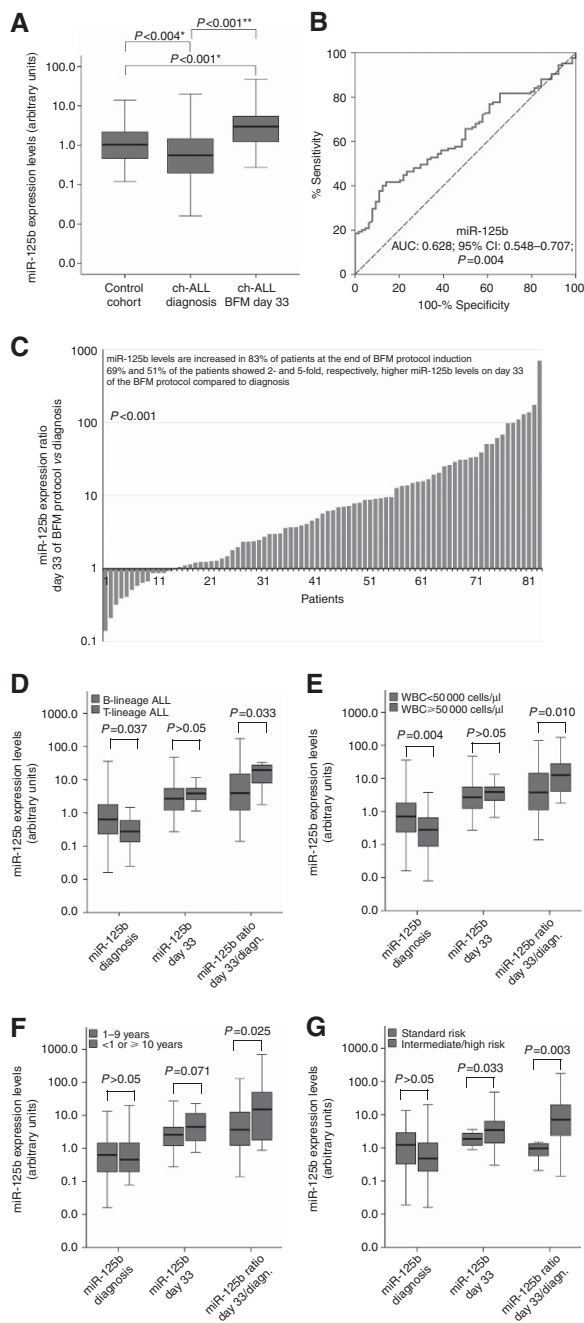 A
P<0.004*
P<0.001**
P<0.001*
miR-125b expression levels (arbitrary units)
100.0
10.0
1.0
0.1
0.0
0.0
Control cohort
ch-ALL diagnosis
ch-ALL BFM day 33
B
% Sensitivity
100
80
60
40
20
0
miR-125b
AUC: 0.628; 95% CI: 0.548–0.707;
P=0.004
0
20
40
60
80
100
100-% Specificity
C
miR-125b expression ratio
day 33 of BFM protocol vs diagnosis
1000
100
10
1
0.1
miR-125b levels are increased in 83% of patients at the end of BFM protocol induction
69% and 51% of the patients showed 2- and 5-fold, respectively, higher miR-125b levels on day 33
of the BFM protocol compared to diagnosis
P<0.001
1
11
21
31
41
51
61
71
81
Patients
D
B-lineage ALL
T-lineage ALL
miR-125b expression levels
(arbitrary units)
1000.0
100.0
10.0
1.0
0.1
0.0
0.0
P=0.037
P>0.05
P=0.033
miR-125b
diagnosis
miR-125b
day 33
miR-125b ratio
day 33/diagn.
E
WBC<50 000 cells/µl
WBC≥50 000 cells/µl
miR-125b expression levels
(arbitrary units)
1000.0
100.0
10.0
1.0
0.1
0.0
0.0
P=0.004
P>0.05
P=0.010
miR-125b
diagnosis
miR-125b
day 33
miR-125b ratio
day 33/diagn.
F
1–9 years
<1 or ≥ 10 years
miR-125b expression levels
(arbitrary units)
1000.0
100.0
10.0
1.0
0.1
0.0
0.0
P>0.05
P=0.071
P=0.025
miR-125b
diagnosis
miR-125b
day 33
miR-125b ratio
day 33/diagn.
G
Standard risk
Intermediate/high risk
miR-125b expression levels
(arbitrary units)
1000.0
100.0
10.0
1.0
0.1
0.0
0.0
P>0.05
P=0.033
P=0.003
miR-125b
diagnosis
miR-125b
day 33
miR-125b ratio
day 33/diagn.